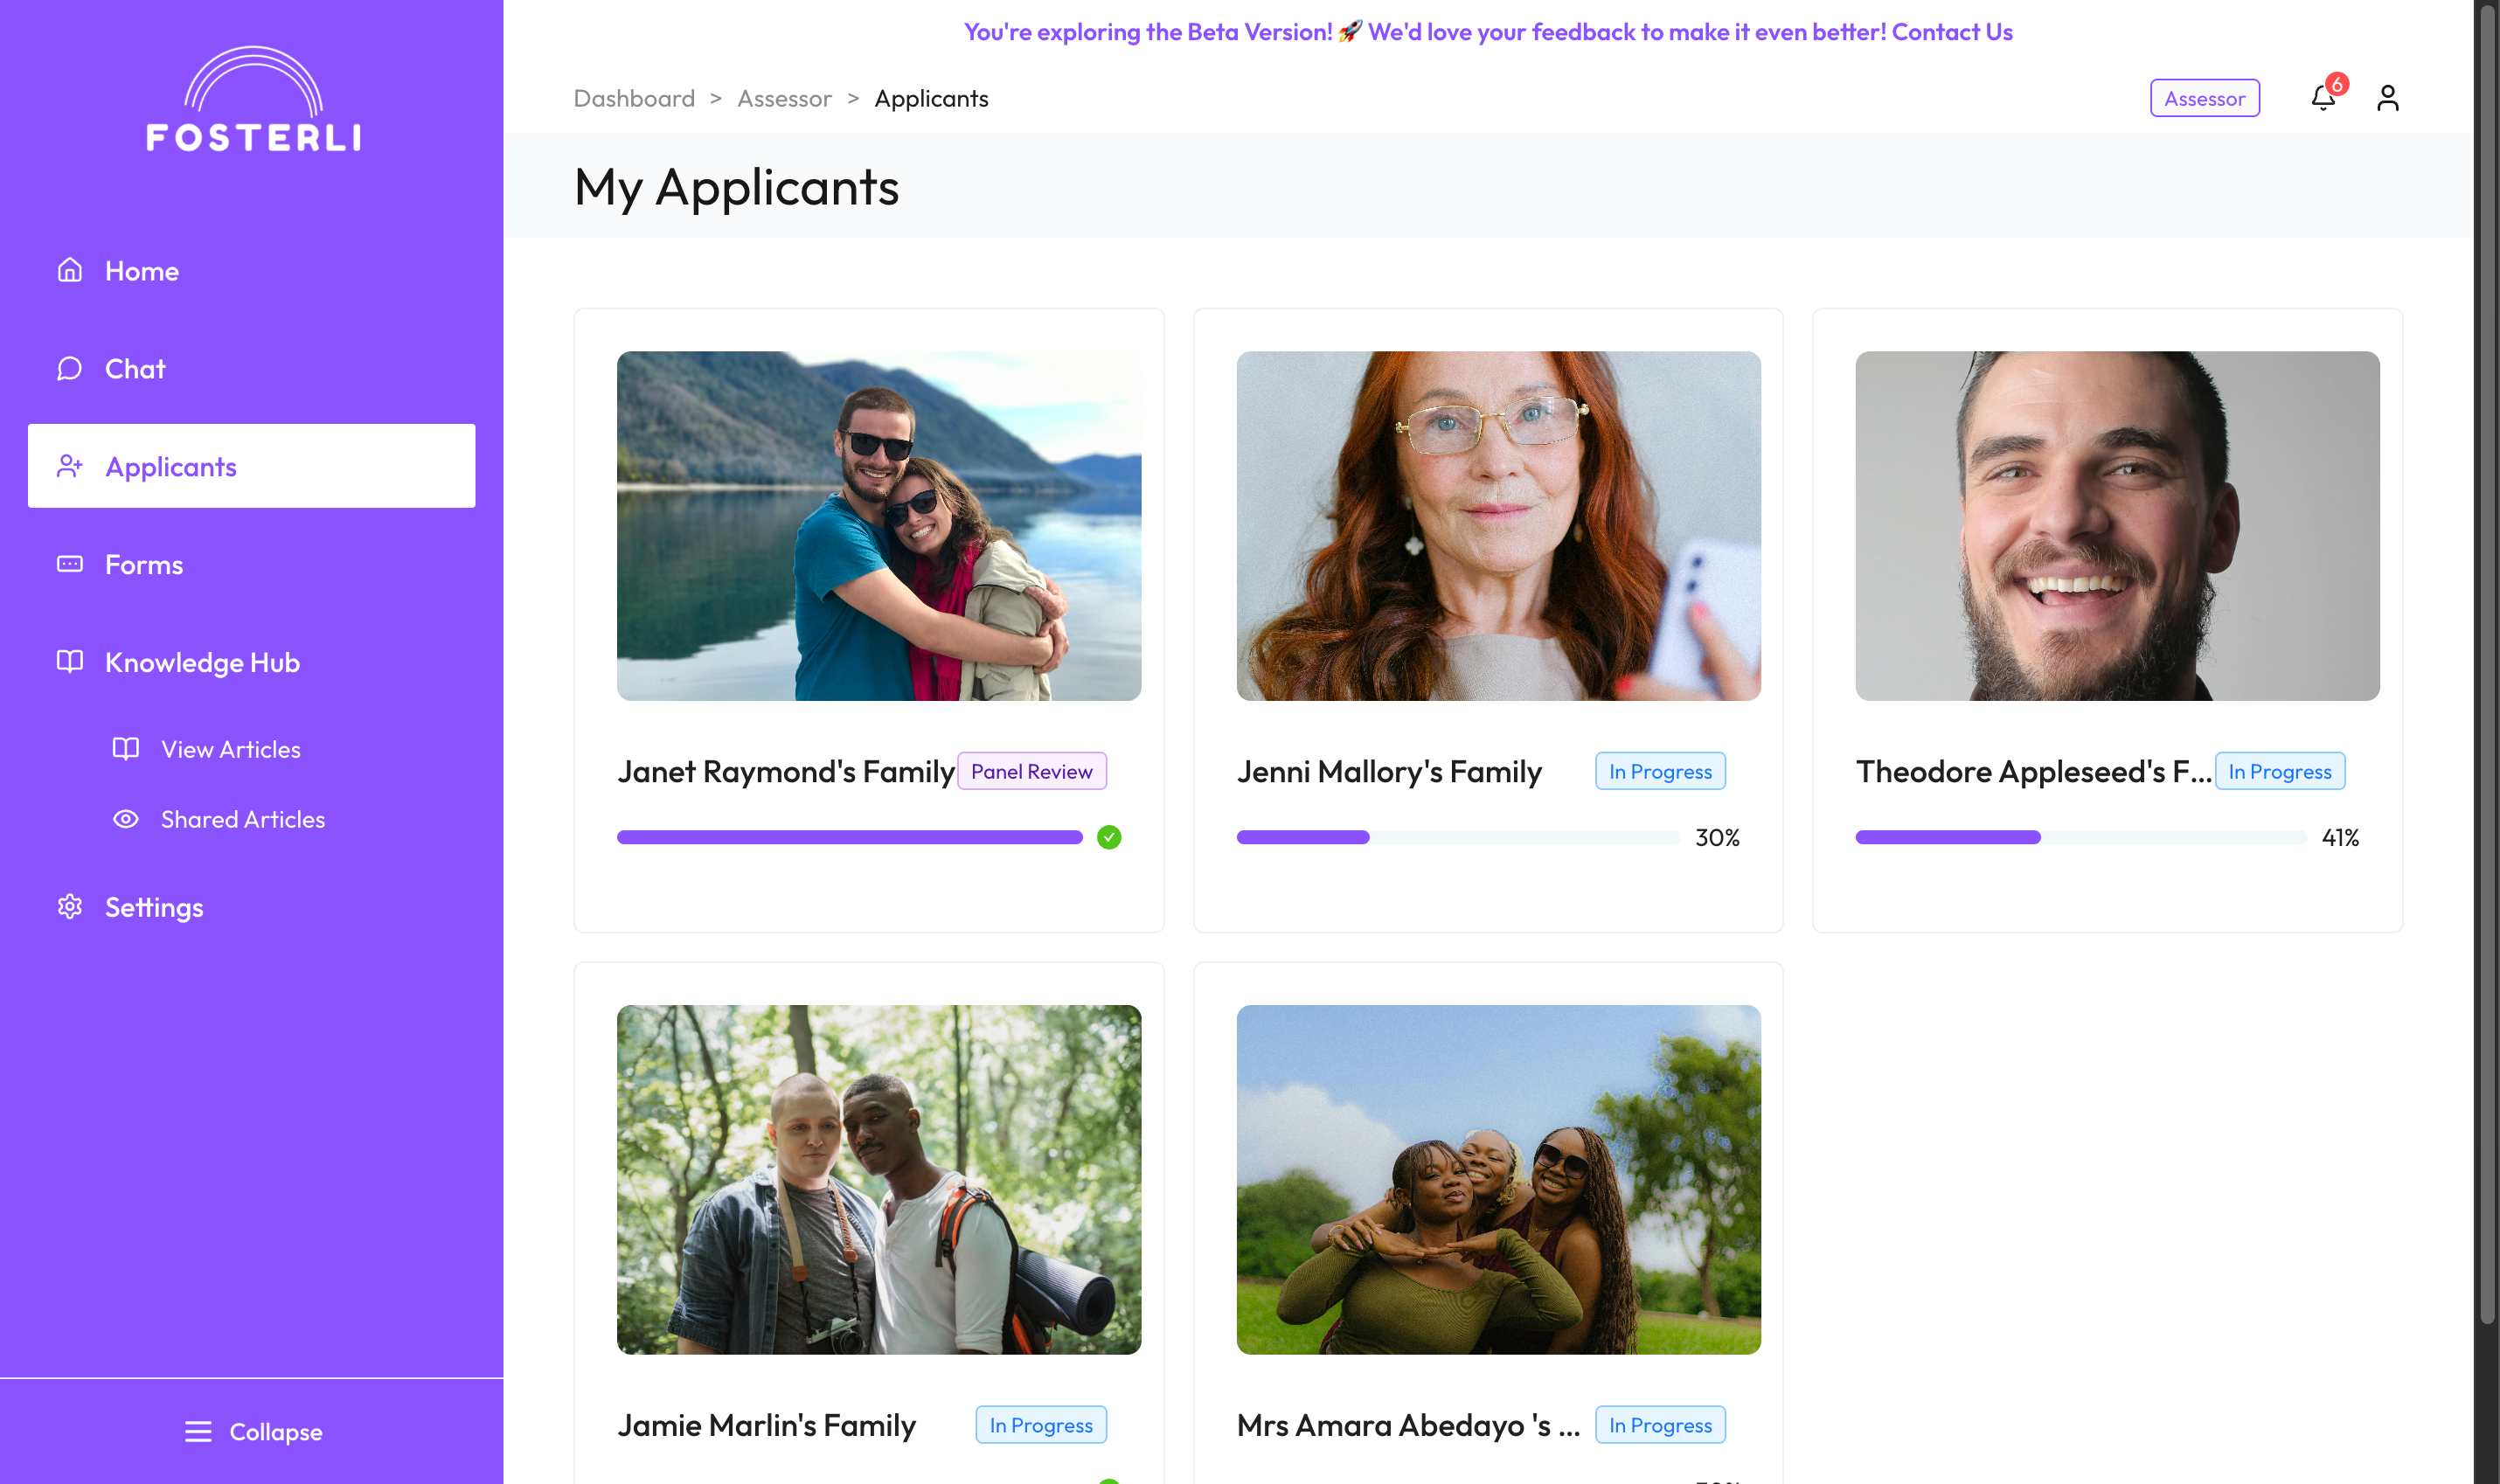 You're exploring the Beta Version! 🚀 We'd love your feedback to make it even better! Contact Us
FOSTERLI
Dashboard > Assessor > Applicants
Assessor
6
My Applicants
Home
Chat
Applicants
Forms
Knowledge Hub
View Articles
Shared Articles
Settings
Collapse
Janet Raymond's Family
Panel Review
Jenni Mallory's Family
In Progress
30%
Theodore Appleseed's F...
In Progress
41%
Jamie Marlin's Family
In Progress
Mrs Amara Abedayo 's ...
In Progress